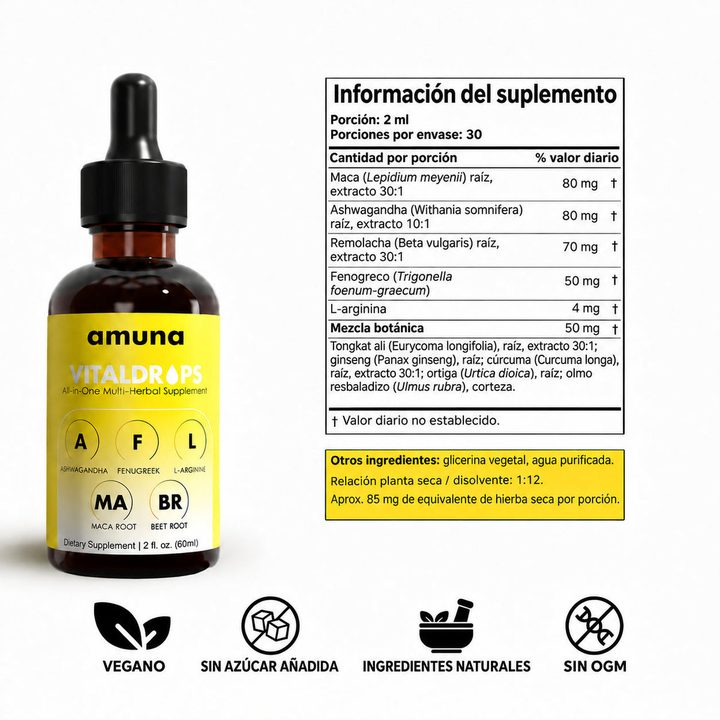 amuna
VITALDROPS
All-in-One Multi-Herbal Supplement
A F L
ASHWAGANDHA FENUGREEK L-ARGININE
MA BR
MACA ROOT BEET ROOT
Dietary Supplement | 2 fl. oz. (60ml)
Información del suplemento
Porción: 2 ml
Porciones por envase: 30
Cantidad por porción % valor diario
Maca (Lepidium meyenii) raíz,
extracto 30:1 80 mg †
Ashwagandha (Withania somnifera)
raíz, extracto 10:1 80 mg †
Remolacha (Beta vulgaris) raíz,
extracto 30:1 70 mg †
Fenogreco (Trigonella
foenum-graecum) 50 mg †
L-arginina 4 mg †
Mezcla botánica 50 mg †
Tongkat ali (Eurycoma longifolia), raíz, extracto 30:1;
ginseng (Panax ginseng), raíz; cúrcuma (Curcuma longa),
raíz, extracto 30:1; ortiga (Urtica dioica), raíz; olmo
resbaladizo (Ulmus rubra), corteza.
† Valor diario no establecido.
Otros ingredientes: glicerina vegetal, agua purificada.
Relación planta seca / disolvente: 1:12.
Aprox. 85 mg de equivalente de hierba seca por porción.
VEGANO
SIN AZÚCAR AÑADIDA
INGREDIENTES NATURALES
SIN OGM